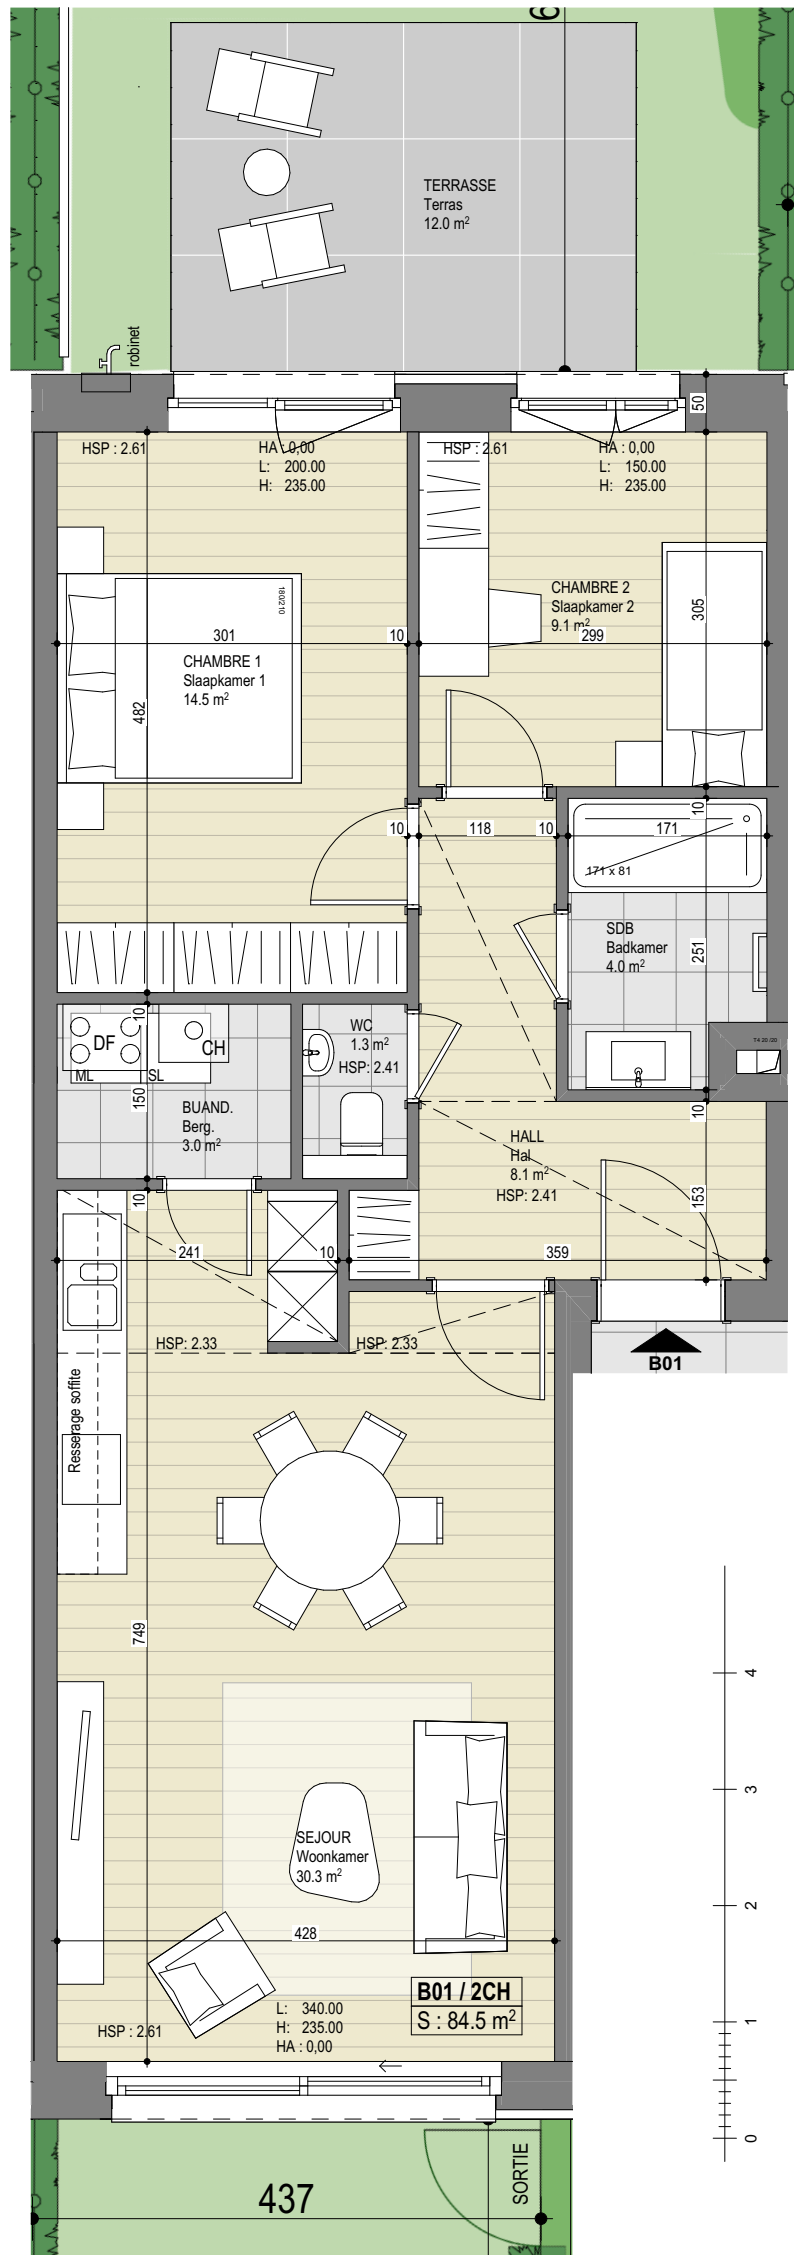 6
TERRASSE
Terras
12.0 m²
robinet
50
HSP : 2.61
HA : 0,00
L: 200.00
H: 235.00
HSP : 2.61
HA : 0,00
L: 150.00
H: 235.00
180/210
CHAMBRE 2
Slaapkamer 2
9.1 m²
305
301
10
299
CHAMBRE 1
Slaapkamer 1
14.5 m²
482
10
10
118
10
171
171 x 81
SDB
Badkamer
4.0 m²
251
10
WC
1.3 m²
HSP: 2.41
DF
CH
ML
SL
T4 20 /20
150
BUAND.
Berg.
3.0 m²
10
HALL
Hal
8.1 m²
HSP: 2.41
10
153
241
10
359
HSP: 2.33
HSP: 2.33
B01
Resserage soffite
749
4
3
SEJOUR
Woonkamer
30.3 m²
2
428
B01 / 2CH
S : 84.5 m²
L: 340.00
H: 235.00
HA : 0,00
HSP : 2.61
1
0
SORTIE
437